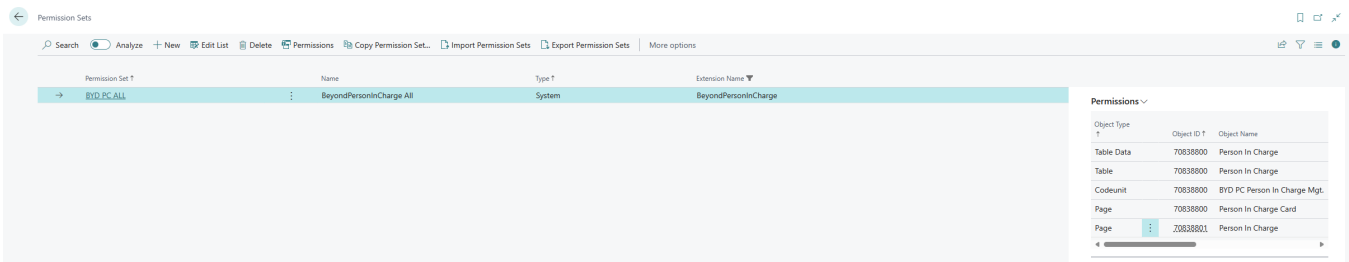 Permission Sets
Search Analyze New Edit List Delete Permissions Copy Permission Set... Import Permission Sets Export Permission Sets More options
Permission Set ↑ Name Type ↑ Extension Name
BYD PC ALL BeyondPersonInCharge All System BeyondPersonInCharge
Permissions
Object Type ↑ Object ID ↑ Object Name
Table Data 70838800 Person In Charge
Table 70838800 Person In Charge
Codeunit 70838800 BYD PC Person In Charge Mgt.
Page 70838800 Person In Charge Card
Page 70838801 Person In Charge